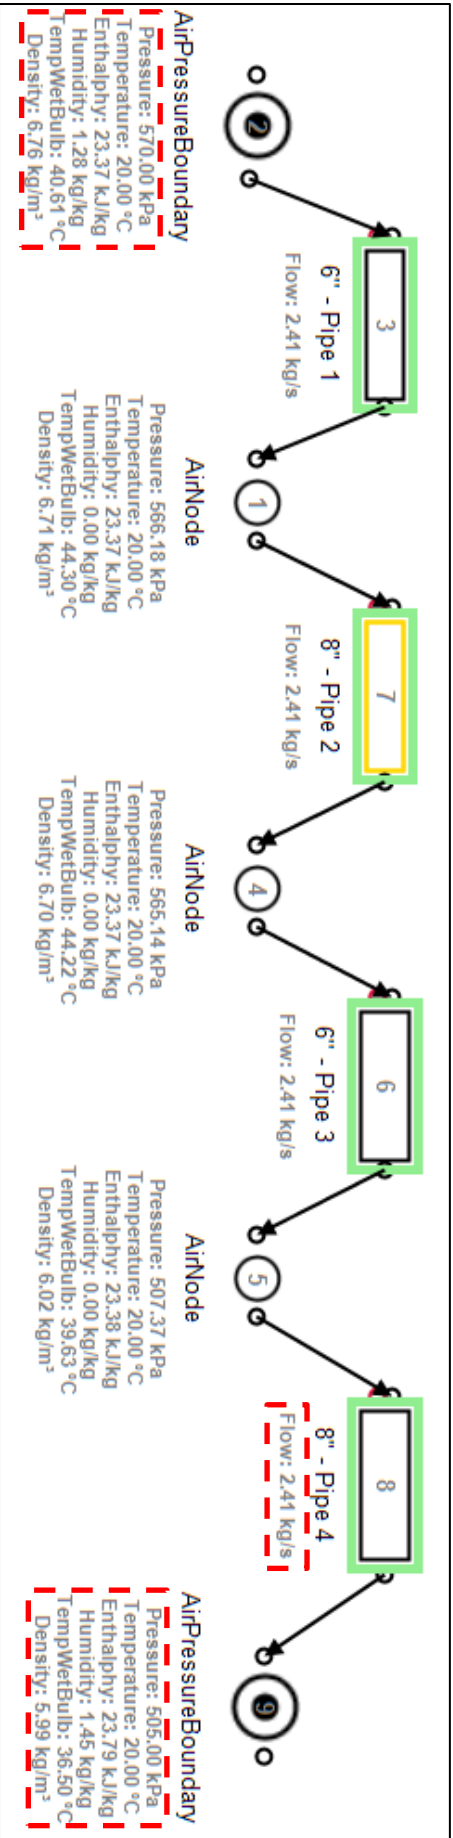 2
3
6" - Pipe 1
Flow: 2.41 kg/s
1
7
8" - Pipe 2
Flow: 2.41 kg/s
4
6
6" - Pipe 3
Flow: 2.41 kg/s
5
8
8" - Pipe 4
Flow: 2.41 kg/s
9
AirPressureBoundary
Pressure: 570.00 kPa
Temperature: 20.00 °C
Enthalphy: 23.37 kJ/kg
Humidity: 1.28 kg/kg
TempWetBulb: 40.61 °C
Density: 6.76 kg/m³
AirNode
Pressure: 566.18 kPa
Temperature: 20.00 °C
Enthalphy: 23.37 kJ/kg
Humidity: 0.00 kg/kg
TempWetBulb: 44.30 °C
Density: 6.71 kg/m³
AirNode
Pressure: 565.14 kPa
Temperature: 20.00 °C
Enthalphy: 23.37 kJ/kg
Humidity: 0.00 kg/kg
TempWetBulb: 44.22 °C
Density: 6.70 kg/m³
AirNode
Pressure: 507.37 kPa
Temperature: 20.00 °C
Enthalphy: 23.38 kJ/kg
Humidity: 0.00 kg/kg
TempWetBulb: 39.63 °C
Density: 6.02 kg/m³
AirPressureBoundary
Pressure: 505.00 kPa
Temperature: 20.00 °C
Enthalphy: 23.79 kJ/kg
Humidity: 1.45 kg/kg
TempWetBulb: 36.50 °C
Density: 5.99 kg/m³